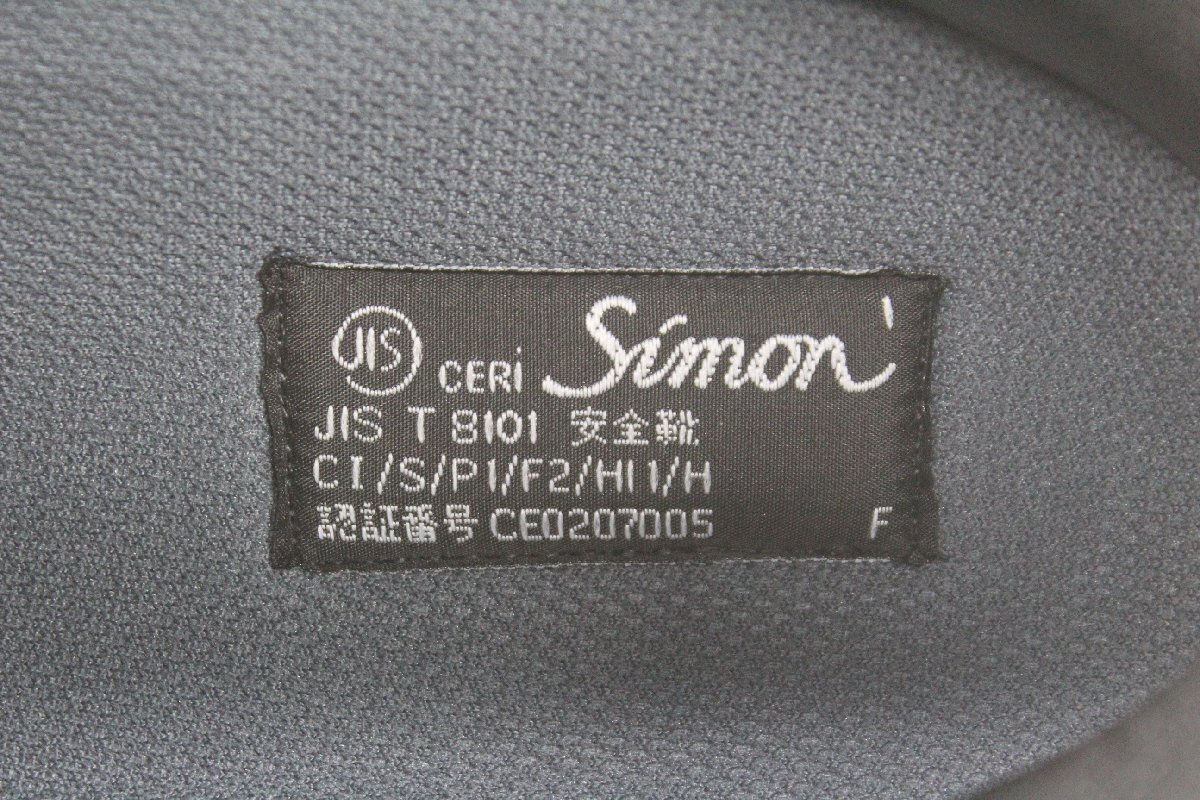 JIS CERI Simon'
JIS T 8101 安全靴
CI/S/P1/F2/HI1/H
認証番号 CE0207005 F